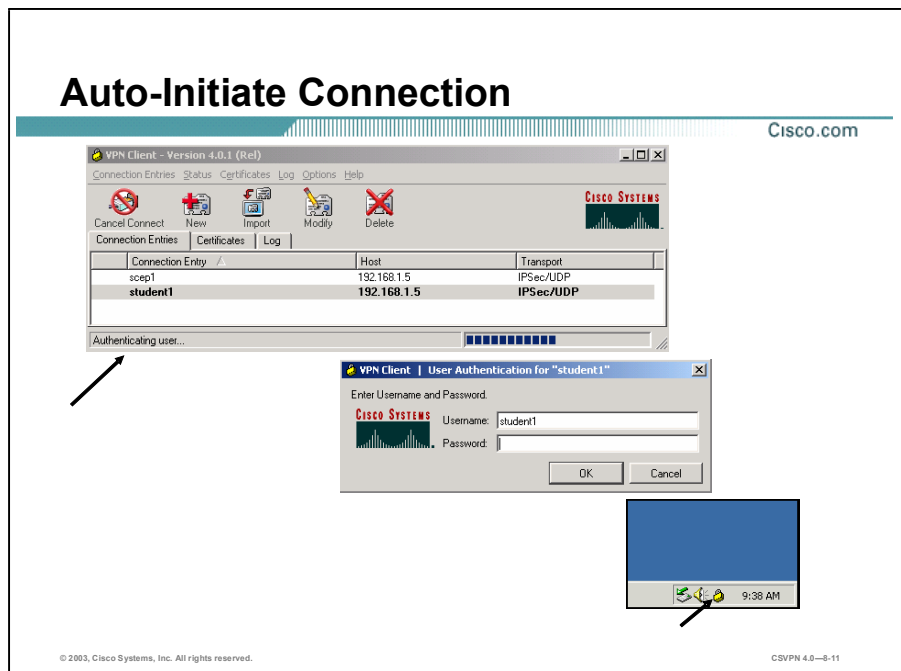 Auto-Initiate Connection
Cisco.com
VPN Client - Version 4.0.1 (Rel)
Connection Entries Status Certificates Log Options Help
Cancel Connect New Import Modify Delete
CISCO SYSTEMS
Connection Entries Certificates Log
Connection Entry Host Transport
scep1 192.168.1.5 IPSec/UDP
student1 192.168.1.5 IPSec/UDP
Authenticating user...
VPN Client | User Authentication for "student1"
Enter Username and Password.
CISCO SYSTEMS
Username: student1
Password:
OK Cancel
9:38 AM
© 2003, Cisco Systems, Inc. All rights reserved.
CSVPN 4.0—8-11